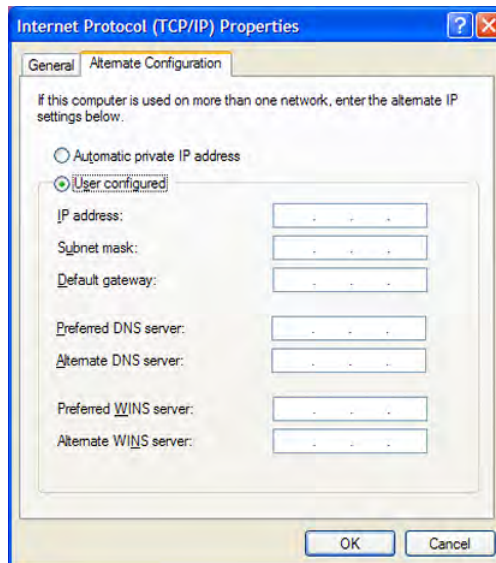 Internet Protocol (TCP/IP) Properties
General
Alternate Configuration
If this computer is used on more than one network, enter the alternate IP
settings below.
Automatic private IP address
User configured
IP address:
Subnet mask:
Default gateway:
Preferred DNS server:
Alternate DNS server:
Preferred WINS server:
Alternate WINS server:
OK
Cancel